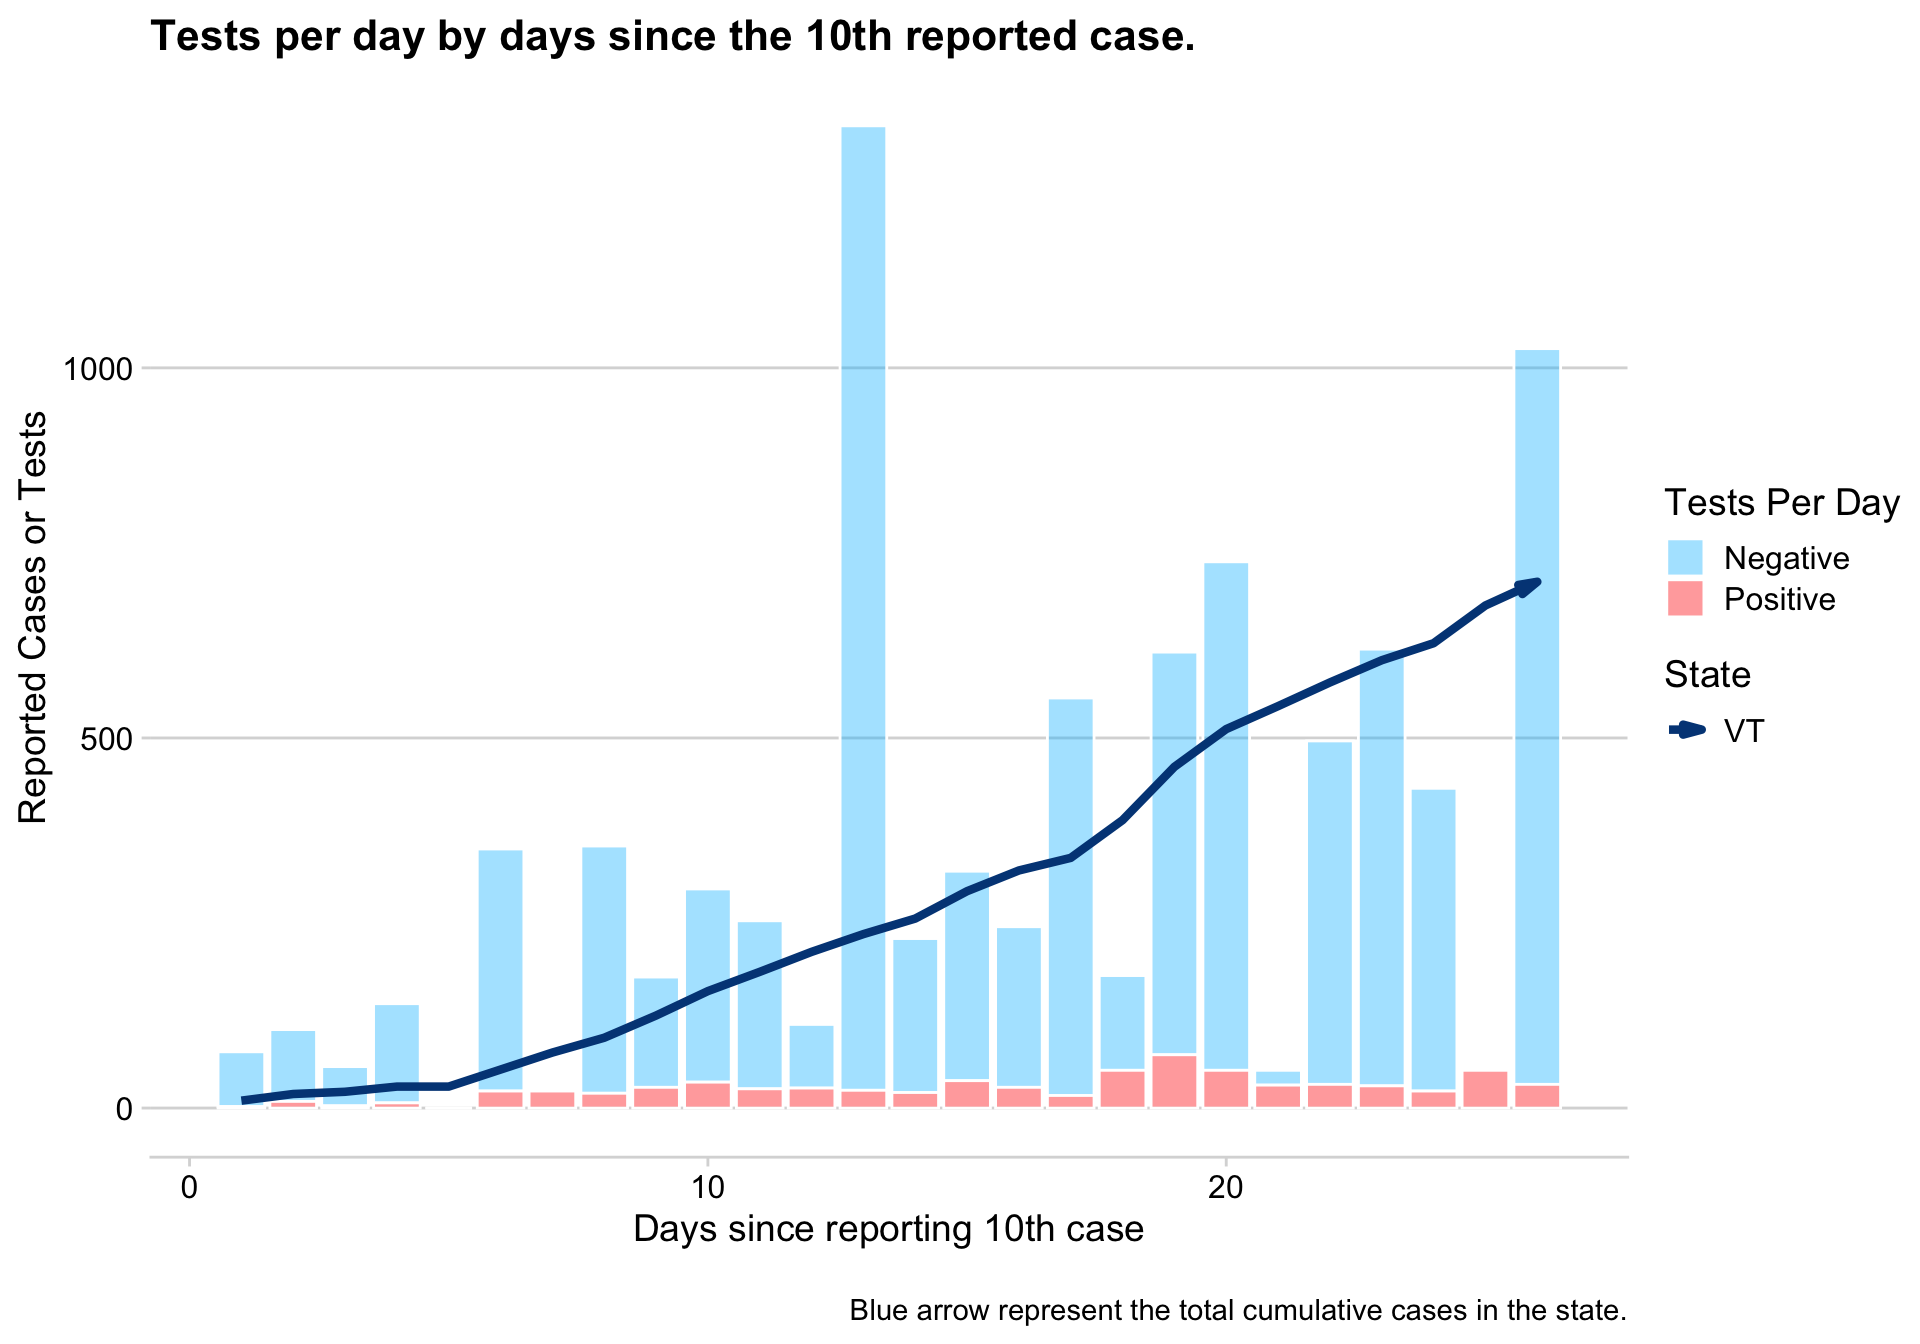 Tests per day by days since the 10th reported case.
Reported Cases or Tests
1000
500
0
0
10
20
Days since reporting 10th case
Tests Per Day
Negative
Positive
State
VT
Blue arrow represent the total cumulative cases in the state.